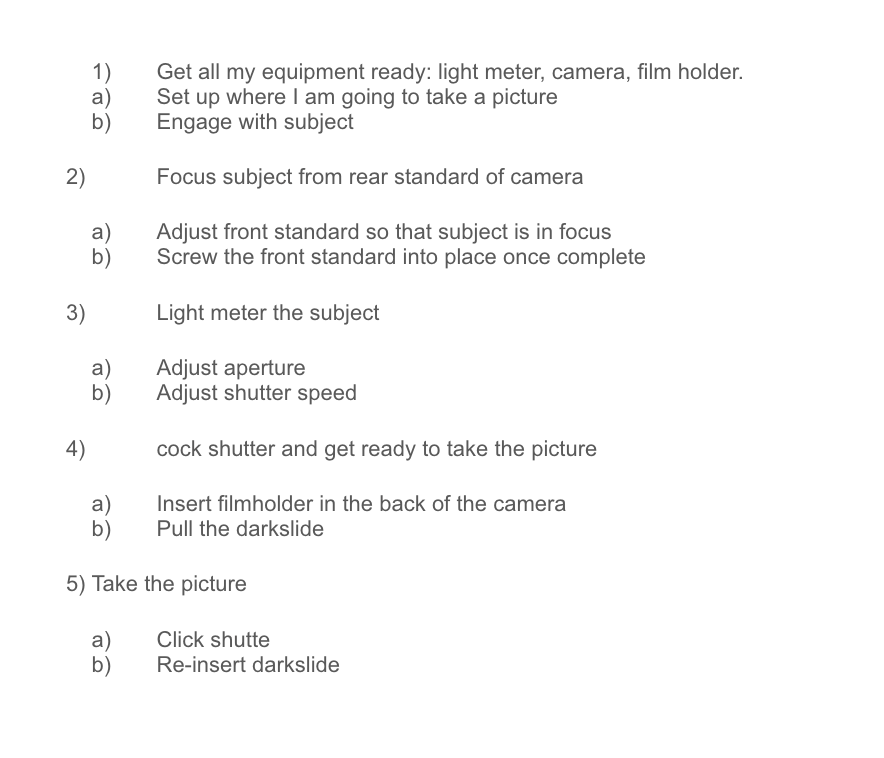 1) Get all my equipment ready: light meter, camera, film holder.
a) Set up where I am going to take a picture
b) Engage with subject
2) Focus subject from rear standard of camera
a) Adjust front standard so that subject is in focus
b) Screw the front standard into place once complete
3) Light meter the subject
a) Adjust aperture
b) Adjust shutter speed
4) cock shutter and get ready to take the picture
a) Insert filmholder in the back of the camera
b) Pull the darkslide
5) Take the picture
a) Click shutte
b) Re-insert darkslide